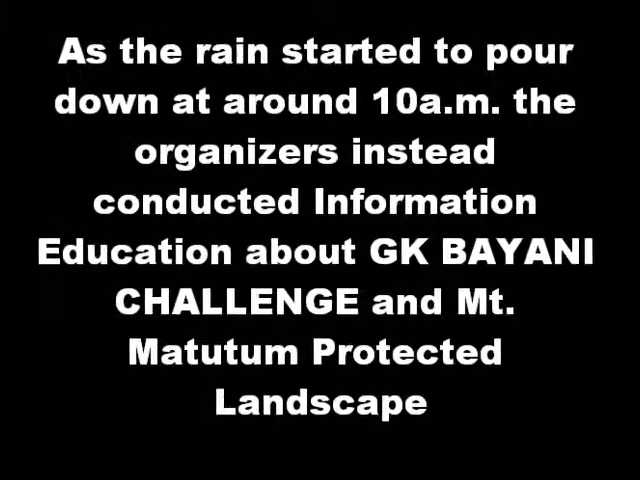 As the rain started to pour
down at around 10a.m. the
organizers instead
conducted Information
Education about GK BAYANI
CHALLENGE and Mt.
Matutum Protected
Landscape